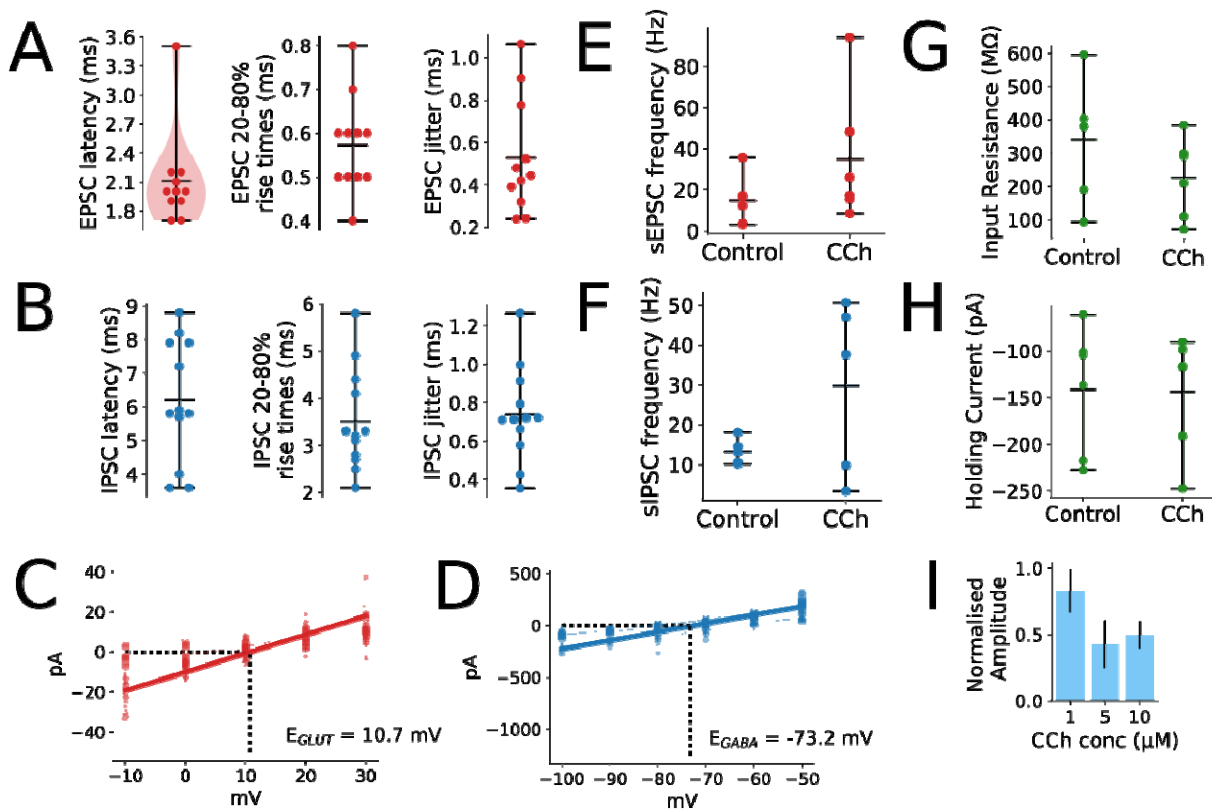 A
EPSC latency (ms)
3.6
3.3
3.0
2.7
2.4
2.1
1.8
EPSC 20-80%
rise times (ms)
0.8
0.7
0.6
0.5
0.4
EPSC jitter (ms)
1.0
0.8
0.6
0.4
0.2
E
sEPSC frequency (Hz)
80
60
40
20
0
Control
CCh
G
Input Resistance (MΩ)
600
500
400
300
200
100
Control
CCh
B
IPSC latency (ms)
9
8
7
6
5
4
IPSC 20-80%
rise times (ms)
6
5
4
3
2
IPSC jitter (ms)
1.2
1.0
0.8
0.6
0.4
F
sIPSC frequency (Hz)
50
40
30
20
10
Control
CCh
H
Holding Current (pA)
−100
−150
−200
−250
Control
CCh
C
pA
40
20
0
−20
−40
E_GLUT = 10.7 mV
−10 0 10 20 30
mV
D
pA
500
0
−500
−1000
E_GABA = -73.2 mV
−100 −90 −80 −70 −60 −50
mV
I
Normalised
Amplitude
1.0
0.5
0.0
1 5 10
CCh conc (μM)